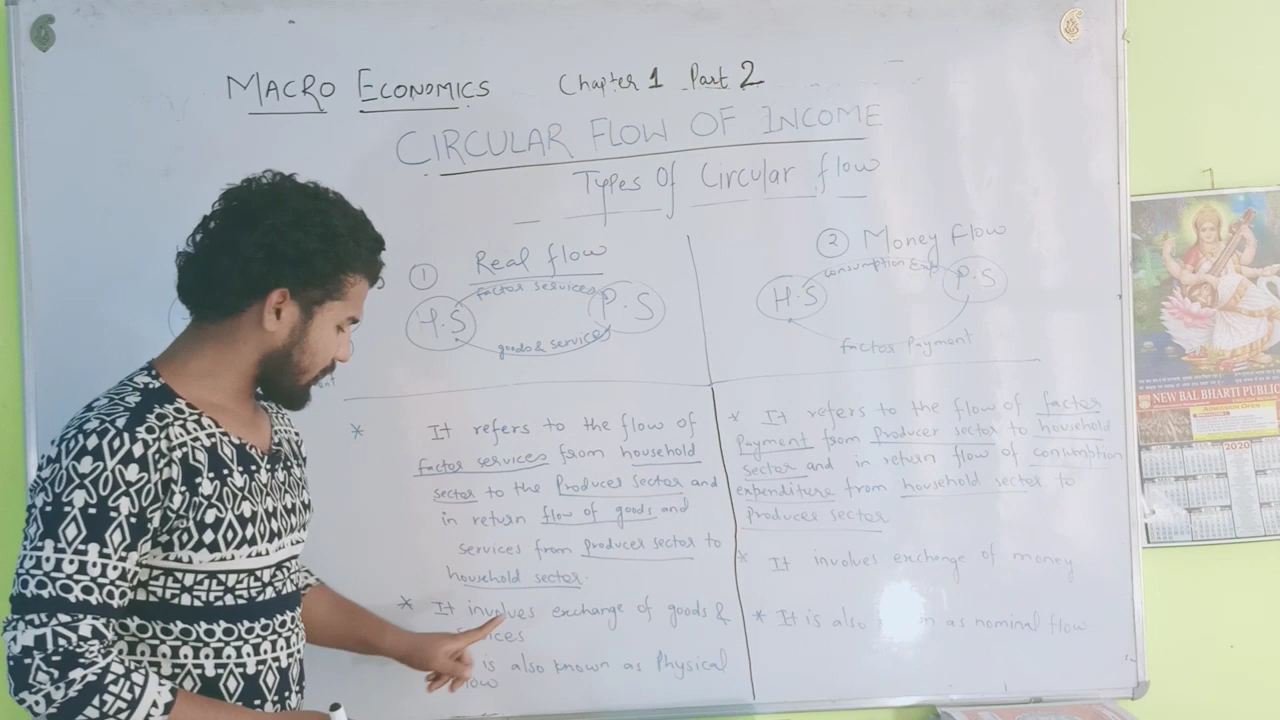 MACRO ECONOMICS Chapter 1 Part 2
CIRCULAR FLOW OF INCOME
Types Of Circular flow
1 Real flow
factor services
H.S P.S
goods & services
* It refers to the flow of
factor services from household
sector to the Producer sector and
in return flow of goods and
services from producer sector to
household sector.
* It involves exchange of goods &
is also known as Physical
2 Money Flow
consumption Exp
H.S P.S
factor Payment
* It refers to the flow of factor
Payment from Producer sector to household
sector and in return flow of consumption
expenditure from household sector to
Producer sector
* It involves exchange of money
* It is also as nominal flow
NEW BAL BHARTI PUBLIC
2020